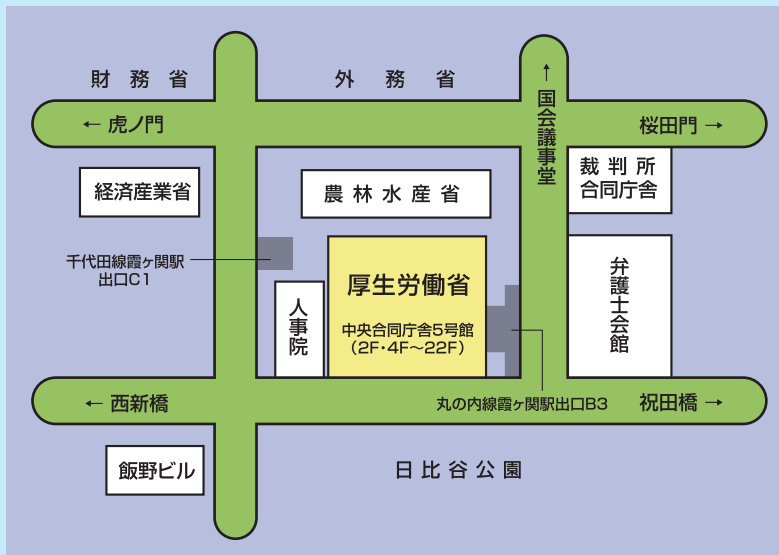 財務省
外務省
← 虎ノ門
↑国会議事堂
桜田門 →
経済産業省
農林水産省
裁判所
合同庁舎
千代田線霞ヶ関駅
出口C1
人事院
厚生労働省
中央合同庁舎5号館
(2F・4F～22F)
弁護士会館
← 西新橋
丸の内線霞ヶ関駅出口B3
祝田橋 →
飯野ビル
日比谷公園